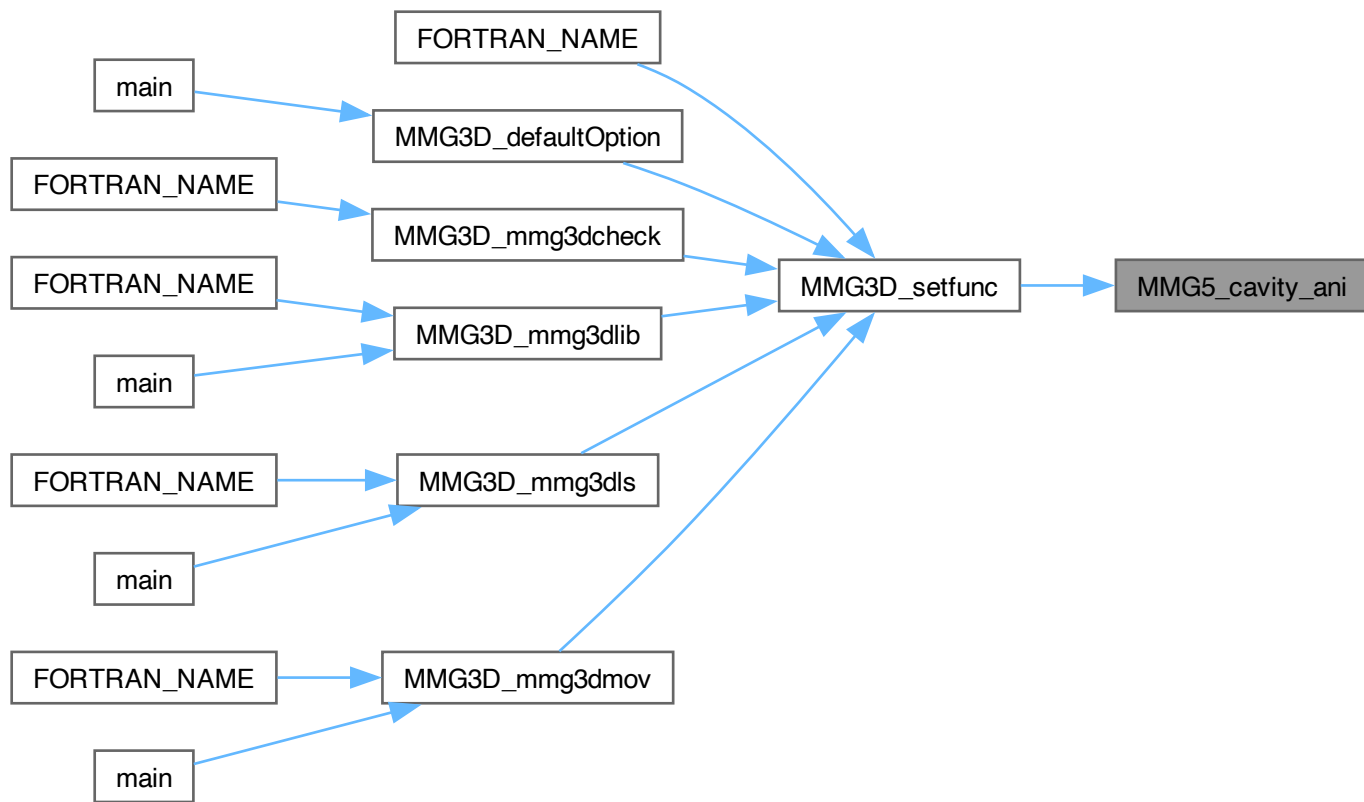 FORTRAN_NAME
main
MMG3D_defaultOption
FORTRAN_NAME
MMG3D_mmg3dcheck
FORTRAN_NAME
MMG3D_setfunc
MMG5_cavity_ani
MMG3D_mmg3dlib
main
FORTRAN_NAME
MMG3D_mmg3dls
main
FORTRAN_NAME
MMG3D_mmg3dmov
main